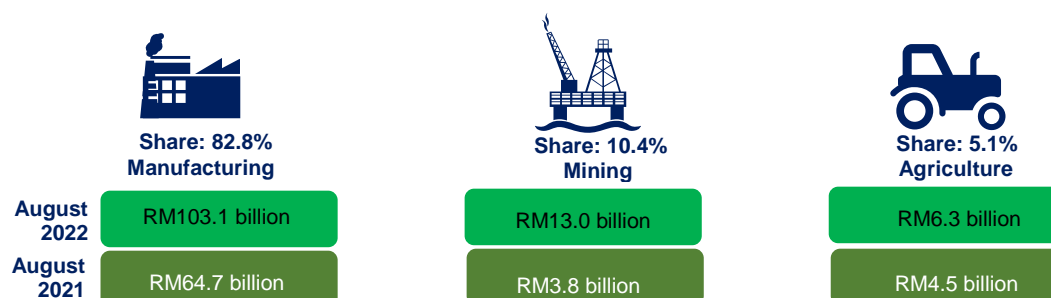 Share: 82.8%
Manufacturing
Share: 10.4%
Mining
Share: 5.1%
Agriculture
August
2022
RM103.1 billion
RM13.0 billion
RM6.3 billion
August
2021
RM64.7 billion
RM3.8 billion
RM4.5 billion